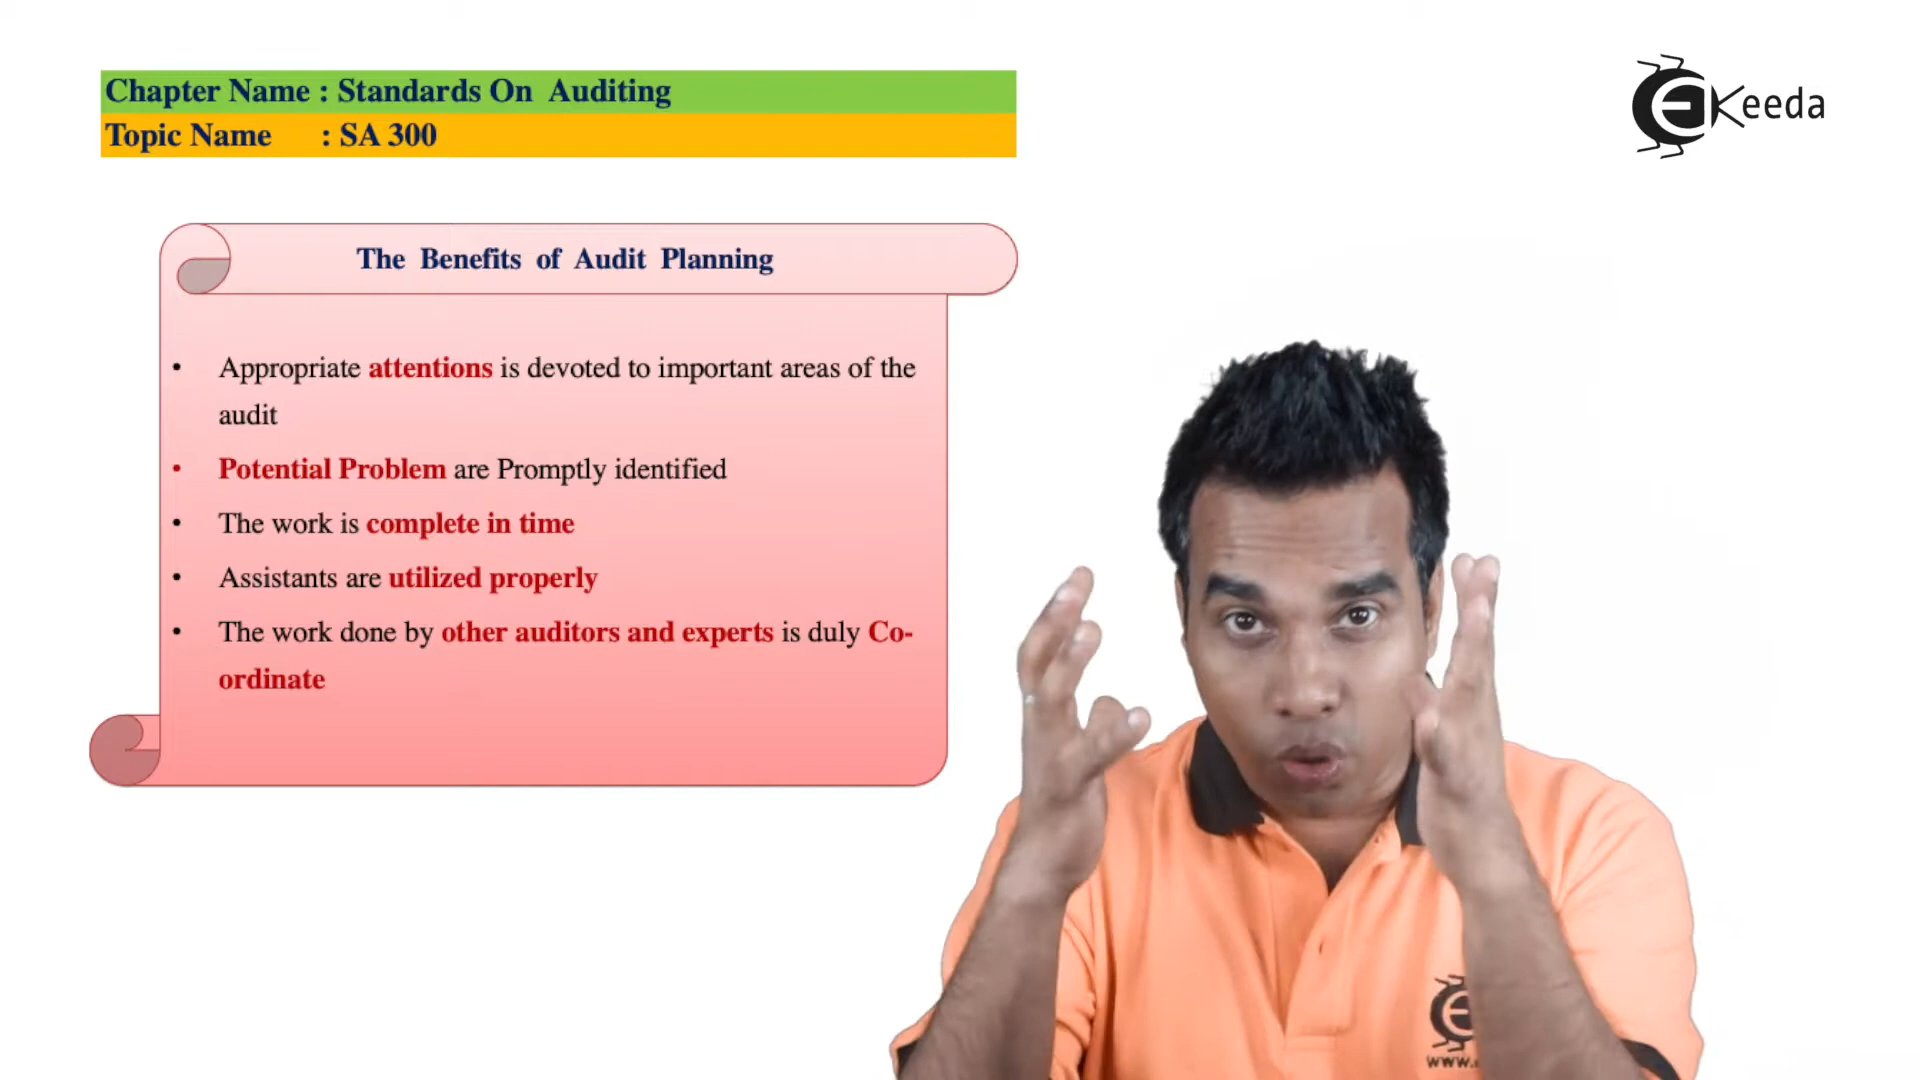 Chapter Name : Standards On Auditing
Topic Name : SA 300
Keeda
The Benefits of Audit Planning
• Appropriate attentions is devoted to important areas of the
audit
• Potential Problem are Promptly identified
• The work is complete in time
• Assistants are utilized properly
• The work done by other auditors and experts is duly Co-
ordinate
www.